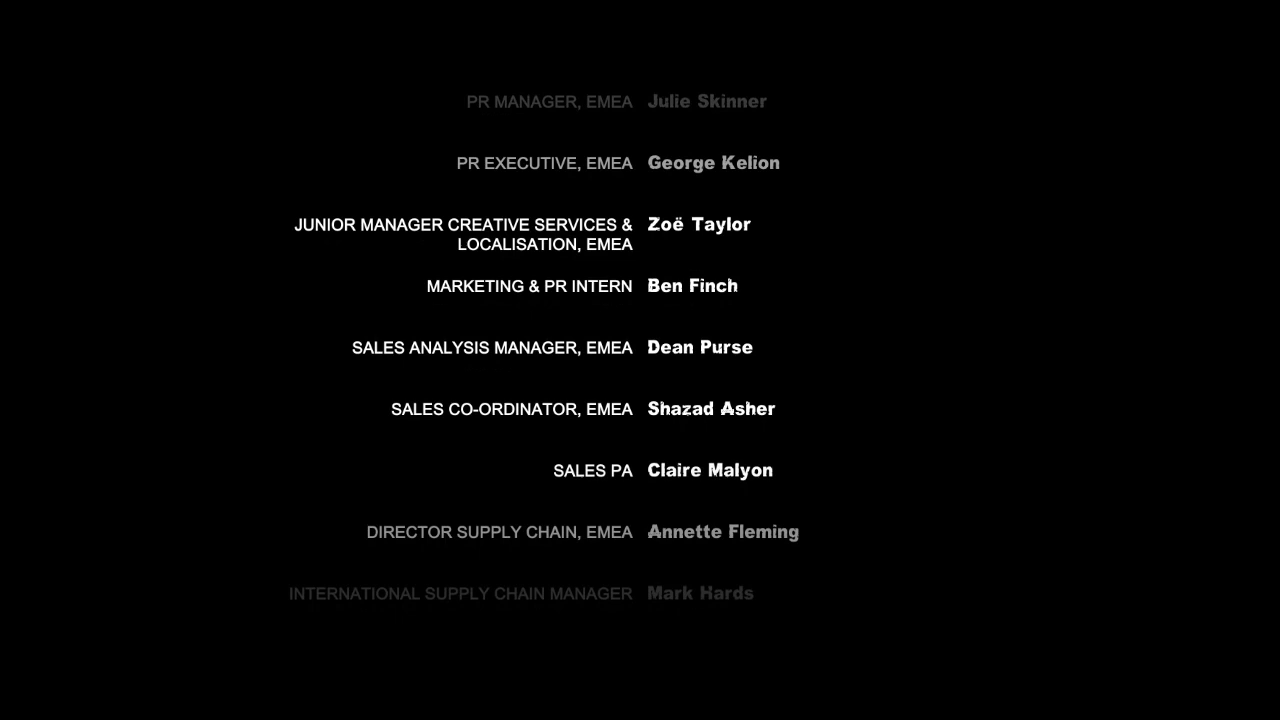 PR MANAGER, EMEA Julie Skinner
PR EXECUTIVE, EMEA George Kelion
JUNIOR MANAGER CREATIVE SERVICES & Zoë Taylor
LOCALISATION, EMEA
MARKETING & PR INTERN Ben Finch
SALES ANALYSIS MANAGER, EMEA Dean Purse
SALES CO-ORDINATOR, EMEA Shazad Asher
SALES PA Claire Malyon
DIRECTOR SUPPLY CHAIN, EMEA Annette Fleming
INTERNATIONAL SUPPLY CHAIN MANAGER Mark Hards